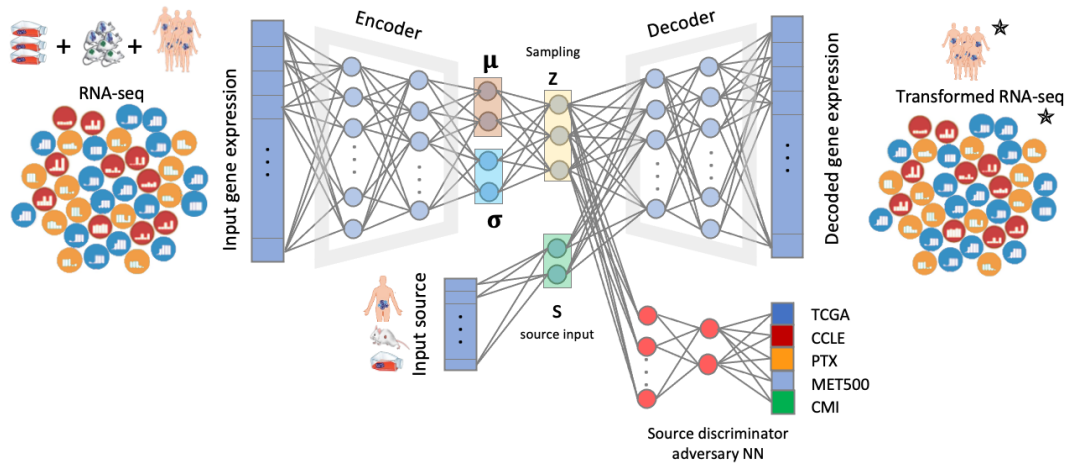 Encoder
Decoder
+ +
RNA-seq
Input gene expression
μ
σ
Sampling
z
Decoded gene expression
Transformed RNA-seq
Input source
s
source input
TCGA
CCLE
PTX
MET500
CMI
Source discriminator
adversary NN